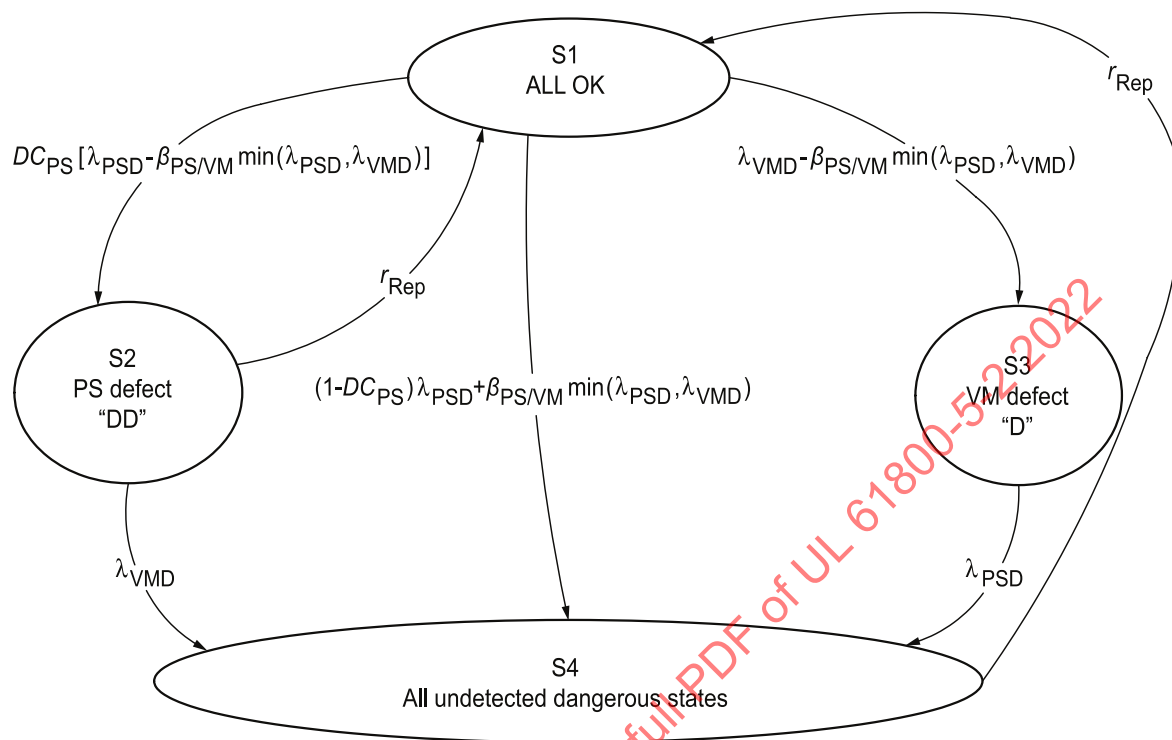 S1
ALL OK
r_Rep
DC_PS [λ_PSD-β_PS/VM min(λ_PSD,λ_VMD)]
λ_VMD-β_PS/VM min(λ_PSD,λ_VMD)
r_Rep
S2
PS defect
“DD”
(1-DC_PS)λ_PSD+β_PS/VM min(λ_PSD,λ_VMD)
S3
VM defect
“D”
λ_VMD
λ_PSD
S4
All undetected dangerous states
full PDF of UL 61800-5-2 2022